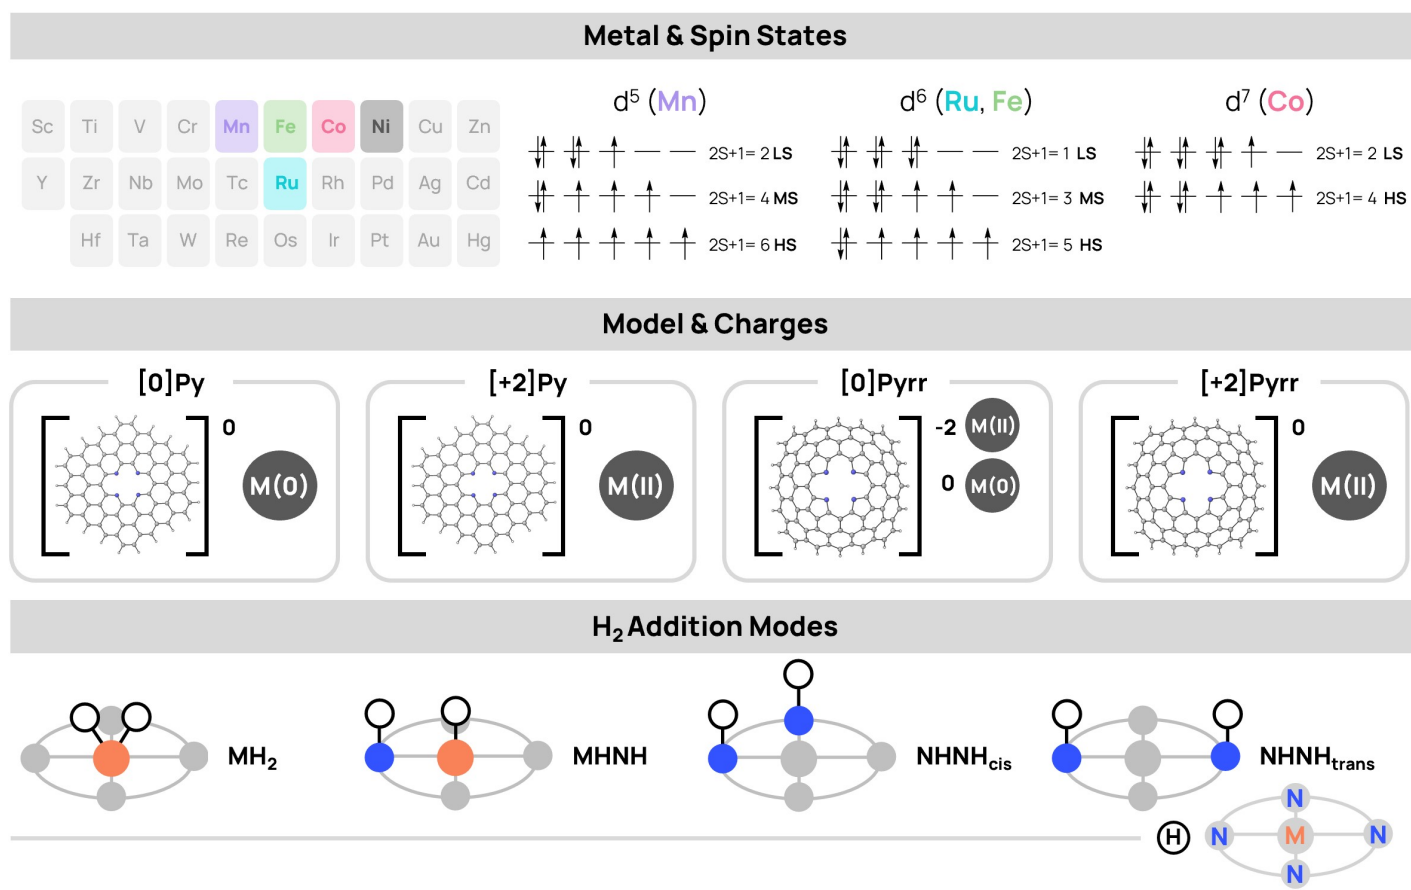 Metal & Spin States
Sc Ti V Cr Mn Fe Co Ni Cu Zn
Y Zr Nb Mo Tc Ru Rh Pd Ag Cd
Hf Ta W Re Os Ir Pt Au Hg
d⁵ (Mn)
2S+1= 2 LS
2S+1= 4 MS
2S+1= 6 HS
d⁶ (Ru, Fe)
2S+1= 1 LS
2S+1= 3 MS
2S+1= 5 HS
d⁷ (Co)
2S+1= 2 LS
2S+1= 4 HS
Model & Charges
[0]Py
0
M(0)
[+2]Py
0
M(II)
[0]Pyrr
-2 M(II)
0 M(0)
[+2]Pyrr
0
M(II)
H₂ Addition Modes
MH₂
MHNH
NHNHcis
NHNHtrans
N
H N M N
N